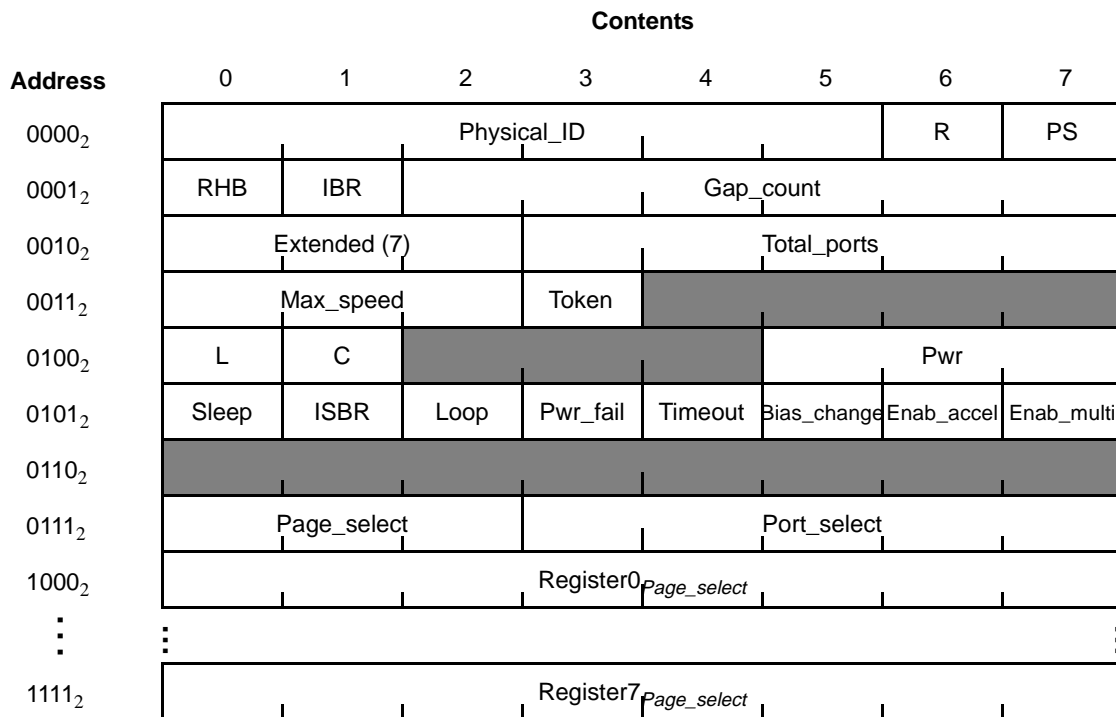 Contents
Address 0 1 2 3 4 5 6 7
0000₂ Physical_ID R PS
0001₂ RHB IBR Gap_count
0010₂ Extended (7) Total_ports
0011₂ Max_speed Token
0100₂ L C Pwr
0101₂ Sleep ISBR Loop Pwr_fail Timeout Bias_change Enab_accel Enab_multi
0110₂
0111₂ Page_select Port_select
1000₂ Register0Page_select
1111₂ Register7Page_select